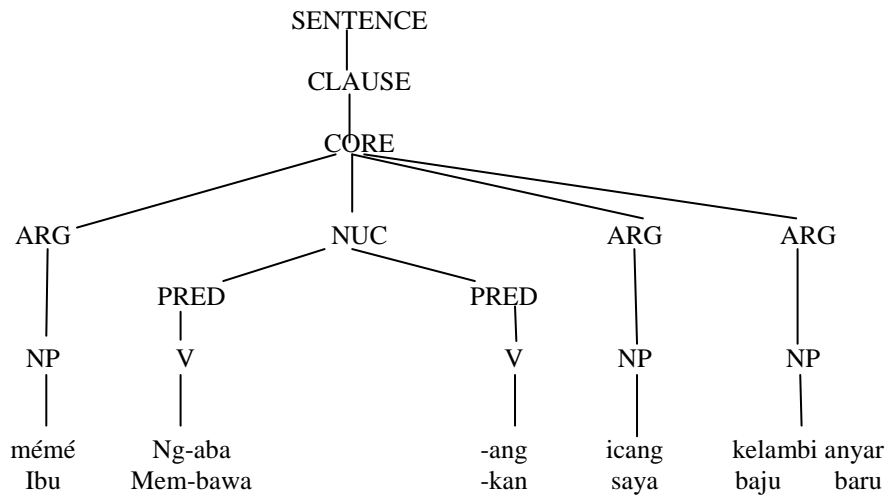 SENTENCE
CLAUSE
CORE
ARG NUC ARG ARG
PRED PRED
NP V V NP NP
mémé Ng-aba -ang icang kelambi anyar
Ibu Mem-bawa -kan saya baju baru